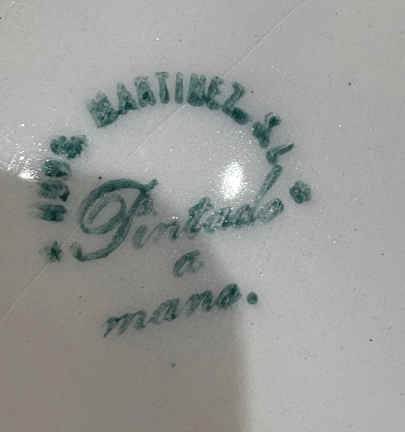 MARTINEZ. S.L.
Pintado
a
mano.